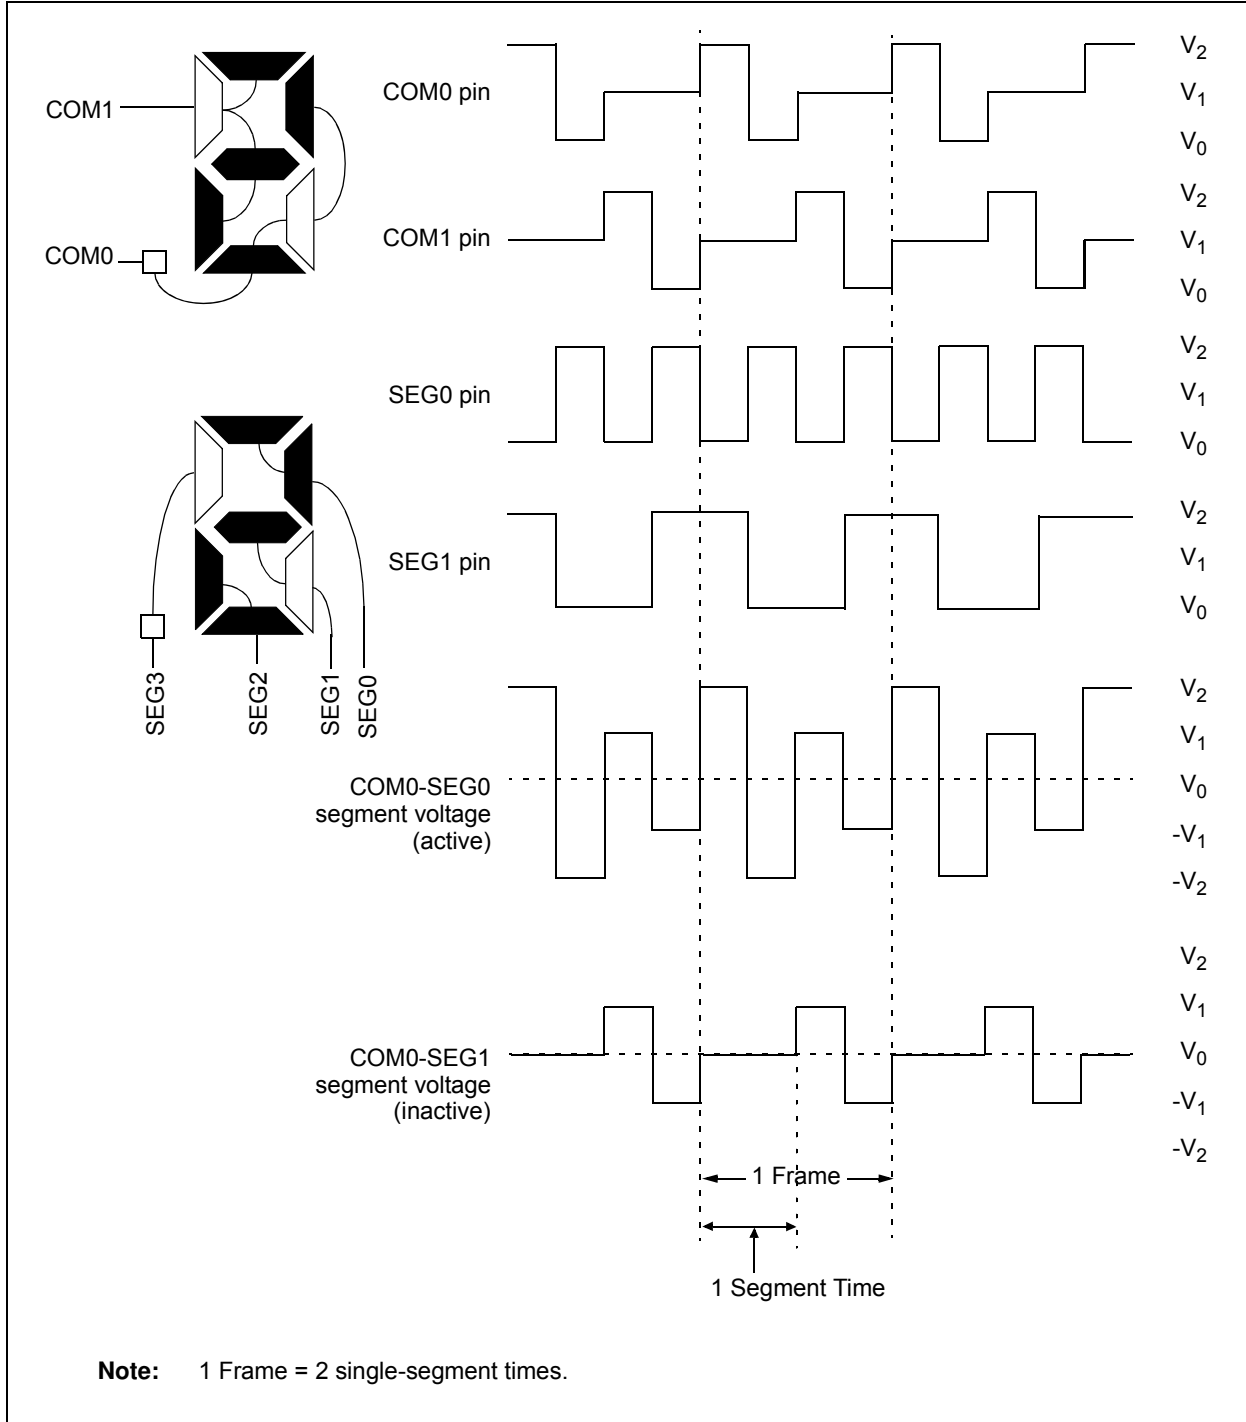 COM1
COM0
COM0 pin
V2
V1
V0
COM1 pin
V2
V1
V0
SEG0 pin
V2
V1
V0
SEG1 pin
V2
V1
V0
SEG3
SEG2
SEG1
SEG0
COM0-SEG0
segment voltage
(active)
V2
V1
V0
-V1
-V2
COM0-SEG1
segment voltage
(inactive)
V2
V1
V0
-V1
-V2
1 Frame
1 Segment Time
Note: 1 Frame = 2 single-segment times.